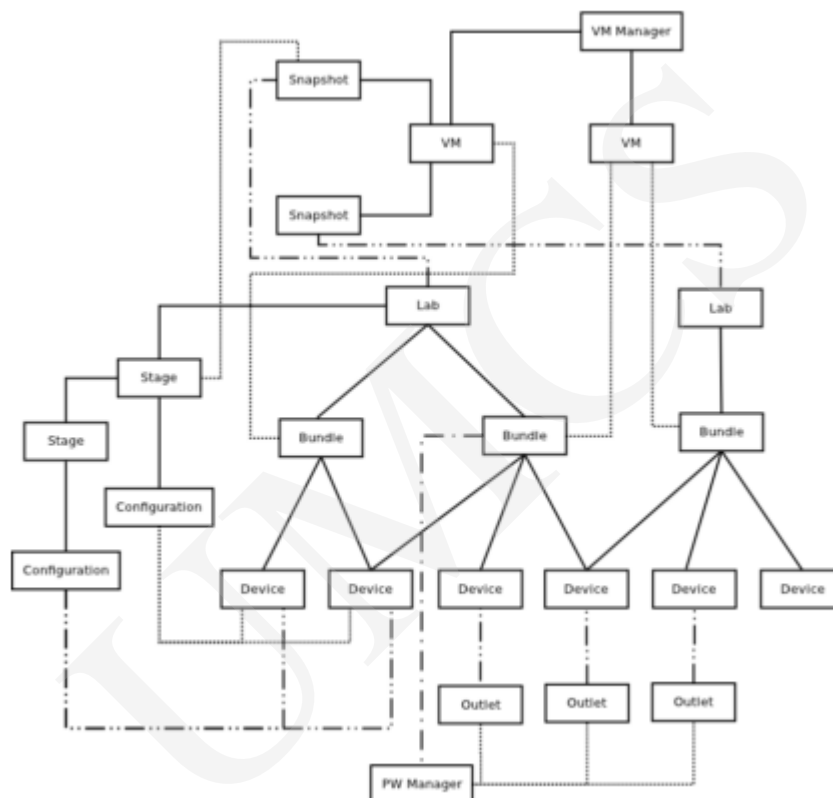 VM Manager
Snapshot
VM
VM
Snapshot
Lab
Lab
Stage
Stage
Bundle
Bundle
Bundle
Configuration
Configuration
Device
Device
Device
Device
Device
Device
Outlet
Outlet
Outlet
PW Manager
UMCS